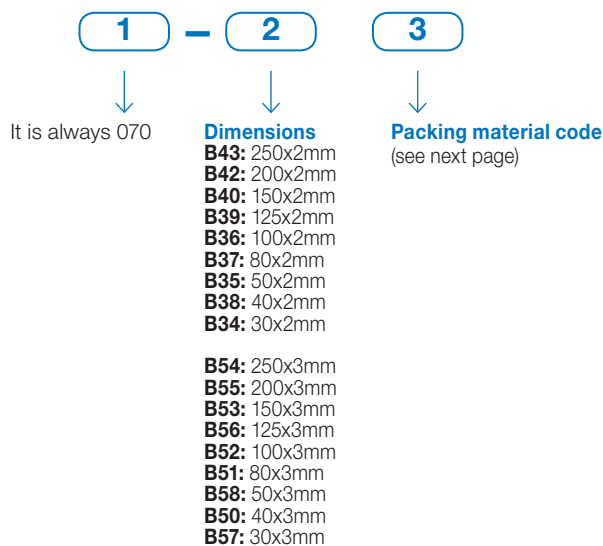 1 – 2 3
It is always 070
Dimensions
B43: 250x2mm
B42: 200x2mm
B40: 150x2mm
B39: 125x2mm
B36: 100x2mm
B37: 80x2mm
B35: 50x2mm
B38: 40x2mm
B34: 30x2mm
B54: 250x3mm
B55: 200x3mm
B53: 150x3mm
B56: 125x3mm
B52: 100x3mm
B51: 80x3mm
B58: 50x3mm
B50: 40x3mm
B57: 30x3mm
Packing material code
(see next page)